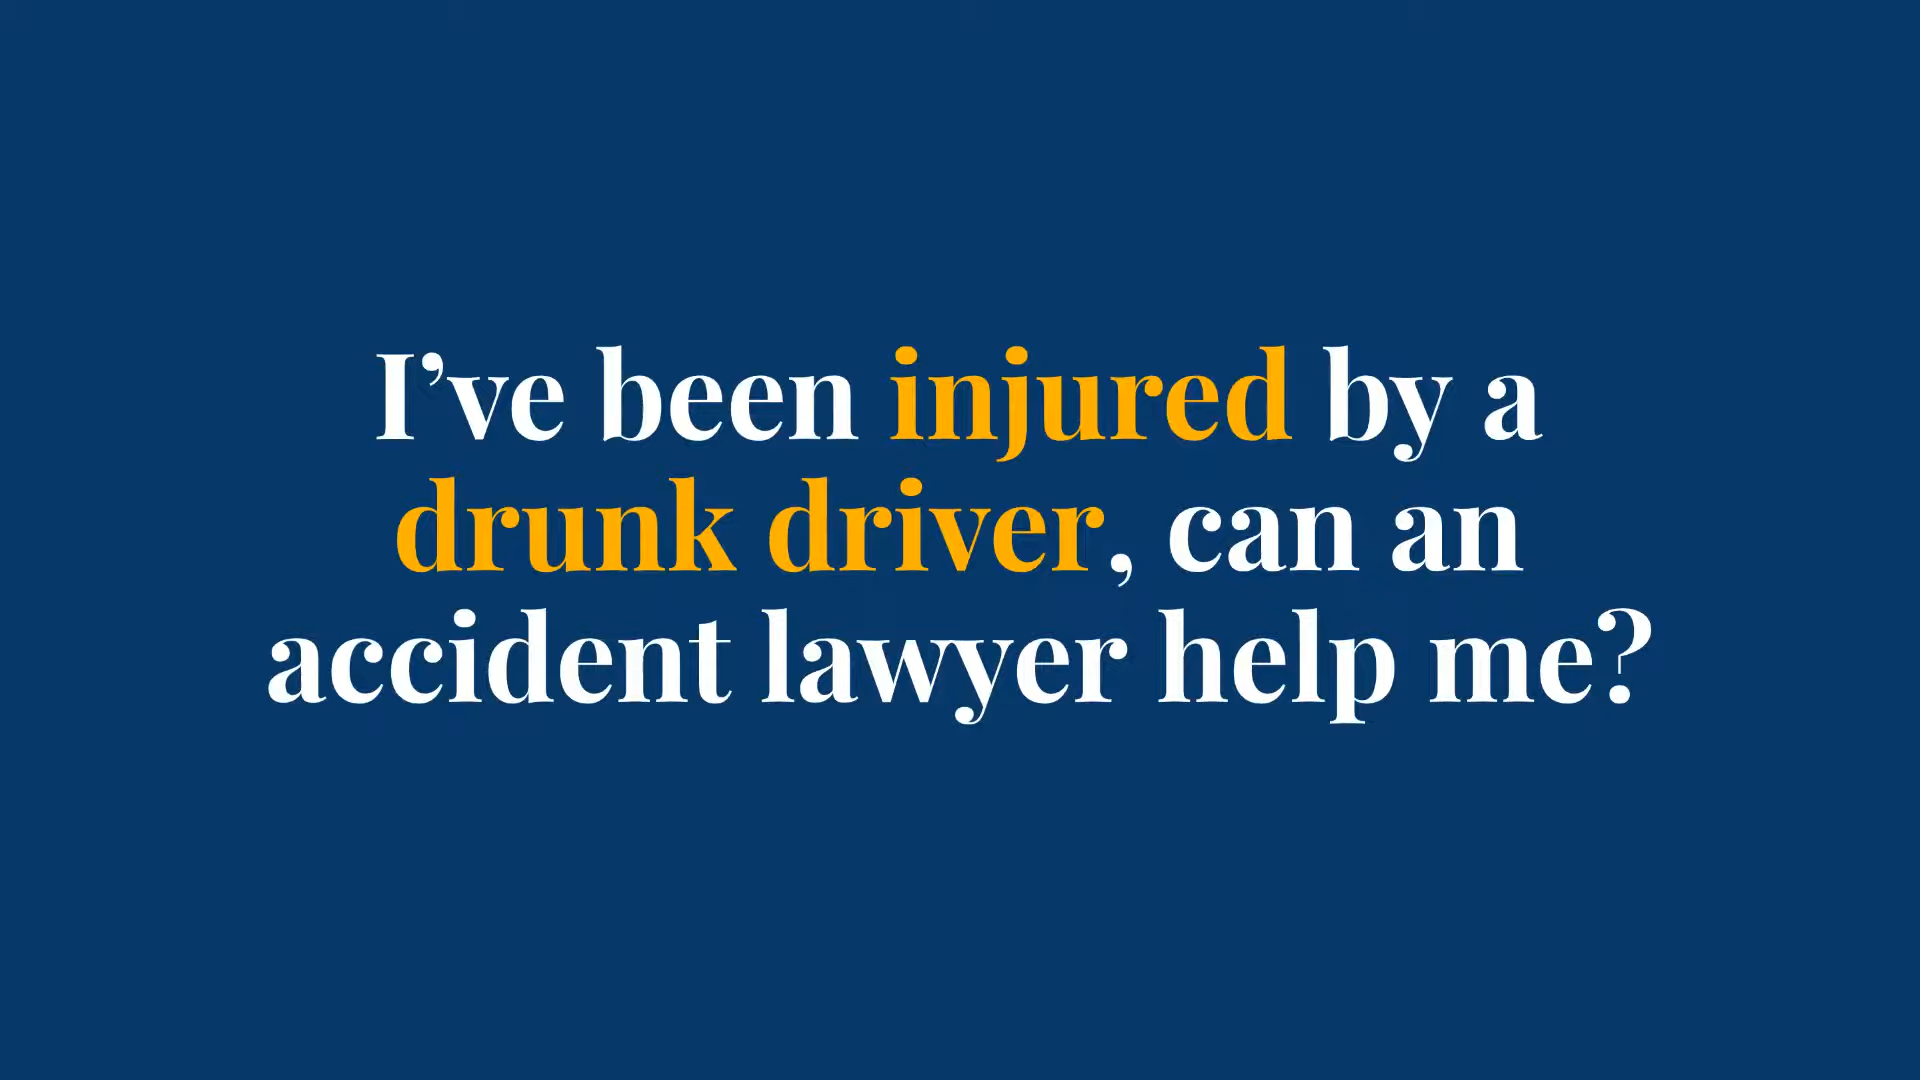 I’ve been injured by a
drunk driver, can an
accident lawyer help me?